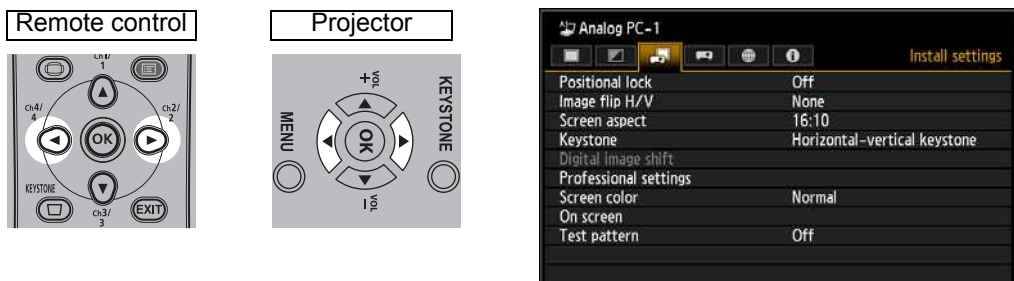 Remote control
Ch1/
1
Ch4/
4
OK
Ch2/
2
KEYSTONE
Ch3/
3
EXIT
Projector
VOL
+
KEYSTONE
MENU
OK
VOL
−
Analog PC-1
Install settings
Positional lock Off
Image flip H/V None
Screen aspect 16:10
Keystone Horizontal-vertical keystone
Digital image shift
Professional settings
Screen color Normal
On screen
Test pattern Off